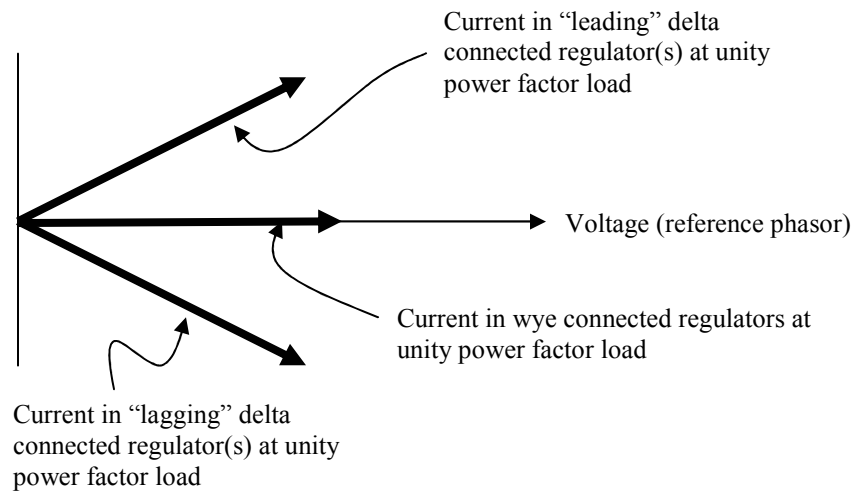 Current in “leading” delta
connected regulator(s) at unity
power factor load
Voltage (reference phasor)
Current in wye connected regulators at
unity power factor load
Current in “lagging” delta
connected regulator(s) at unity
power factor load